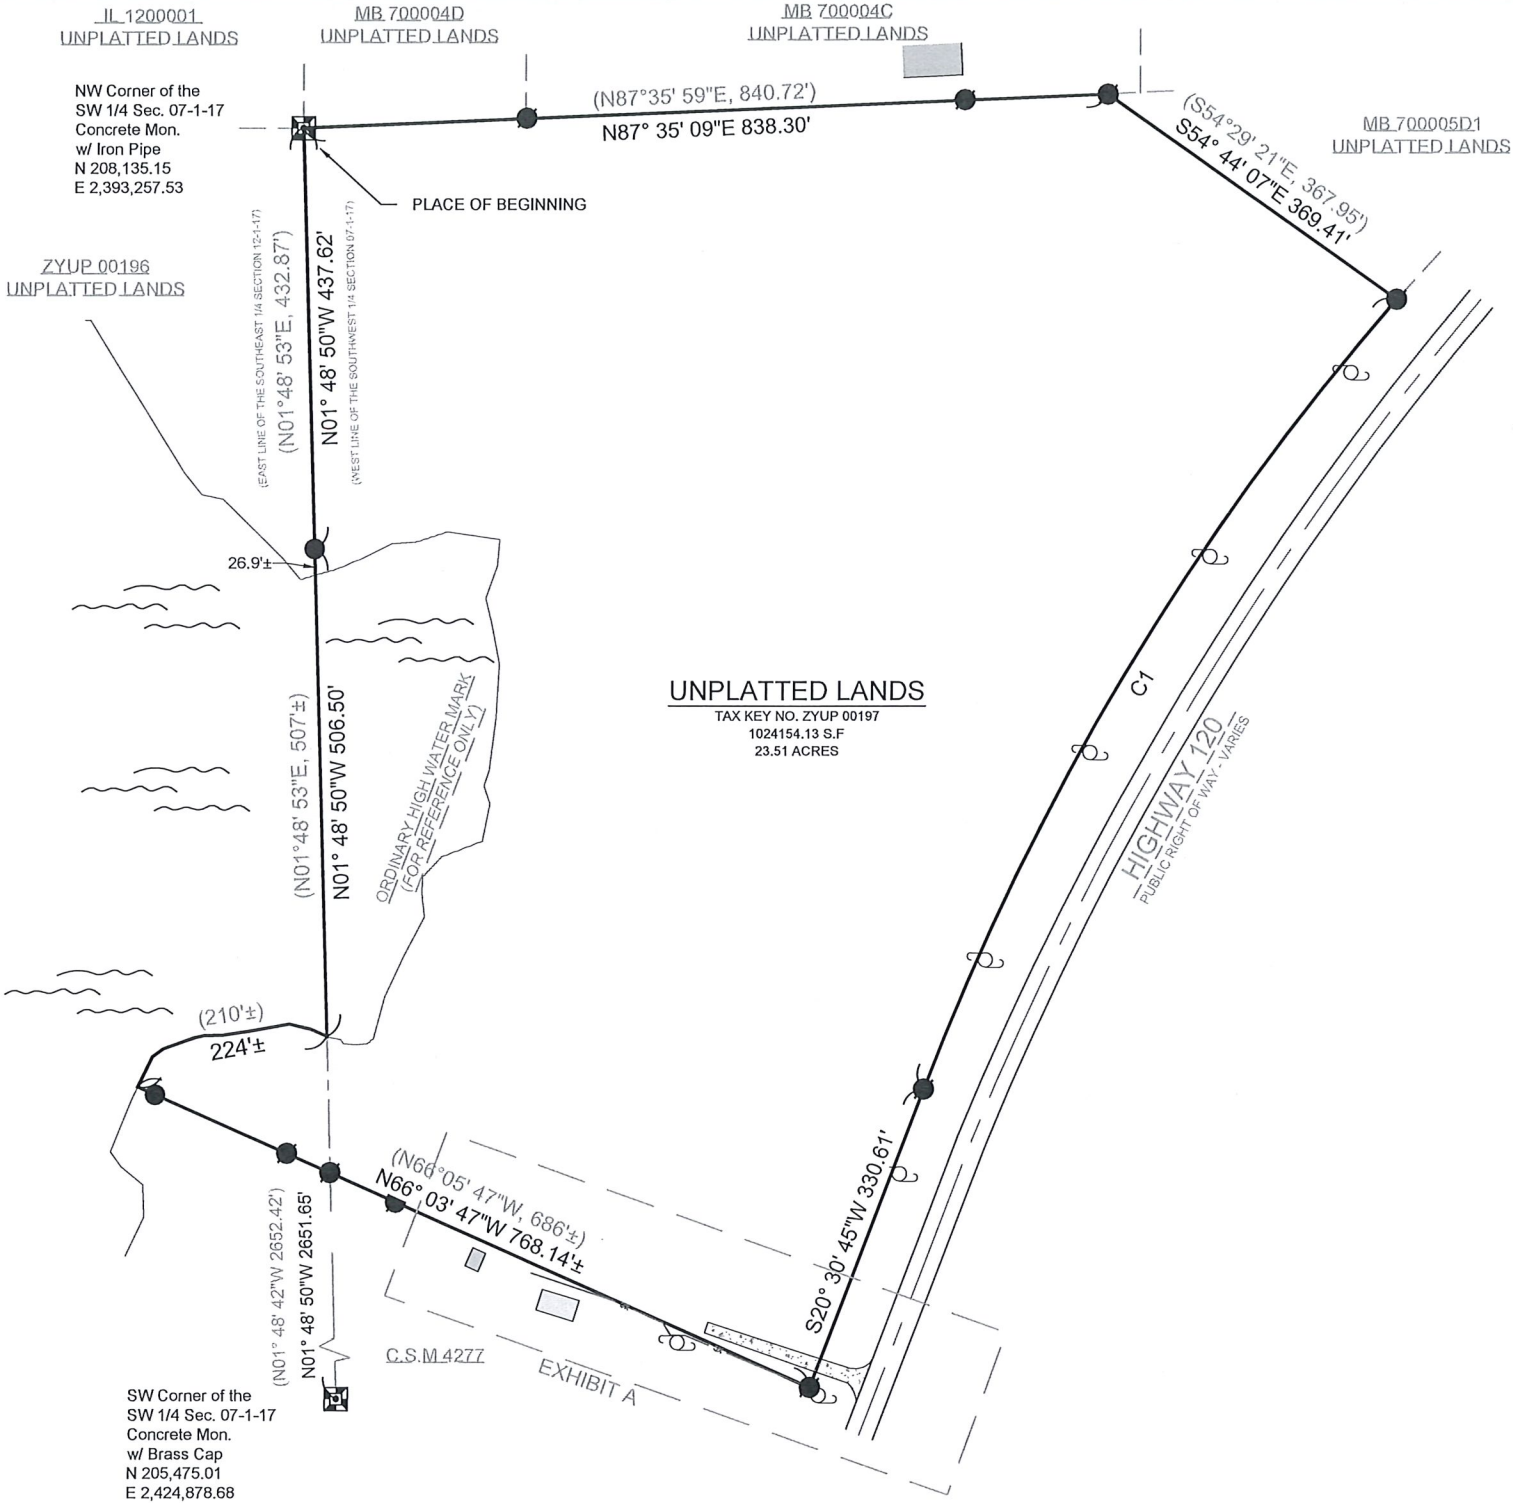 IL 1200001
UNPLATTED LANDS
MB 700004D
UNPLATTED LANDS
MB 700004C
UNPLATTED LANDS
NW Corner of the
SW 1/4 Sec. 07-1-17
Concrete Mon.
w/ Iron Pipe
N 208,135.15
E 2,393,257.53
(N87°35' 59"E, 840.72')
N87° 35' 09"E 838.30'
(S54°29' 21"E, 367.95')
S54° 44' 07"E 369.41'
MB 700005D1
UNPLATTED LANDS
PLACE OF BEGINNING
ZYUP 00196
UNPLATTED LANDS
(EAST LINE OF THE SOUTHEAST 1/4 SECTION 12-1-17)
(N01°48' 53"E, 432.87')
N01° 48' 50"W 437.62'
(WEST LINE OF THE SOUTHWEST 1/4 SECTION 07-1-17)
26.9'±
(N01°48' 53"E, 507'±)
N01° 48' 50"W 506.50'
ORDINARY HIGH WATER MARK
(FOR REFERENCE ONLY)
UNPLATTED LANDS
TAX KEY NO. ZYUP 00197
1024154.13 S.F
23.51 ACRES
C1
HIGHWAY 120
PUBLIC RIGHT OF WAY - VARIES
(210'±)
224'±
(N66°05' 47"W, 686'±)
N66° 03' 47"W 768.14'±
S20° 30' 45"W 330.61'
(N01° 48' 42"W 2652.42')
N01° 48' 50"W 2651.65'
C.S.M 4277
EXHIBIT A
SW Corner of the
SW 1/4 Sec. 07-1-17
Concrete Mon.
w/ Brass Cap
N 205,475.01
E 2,424,878.68